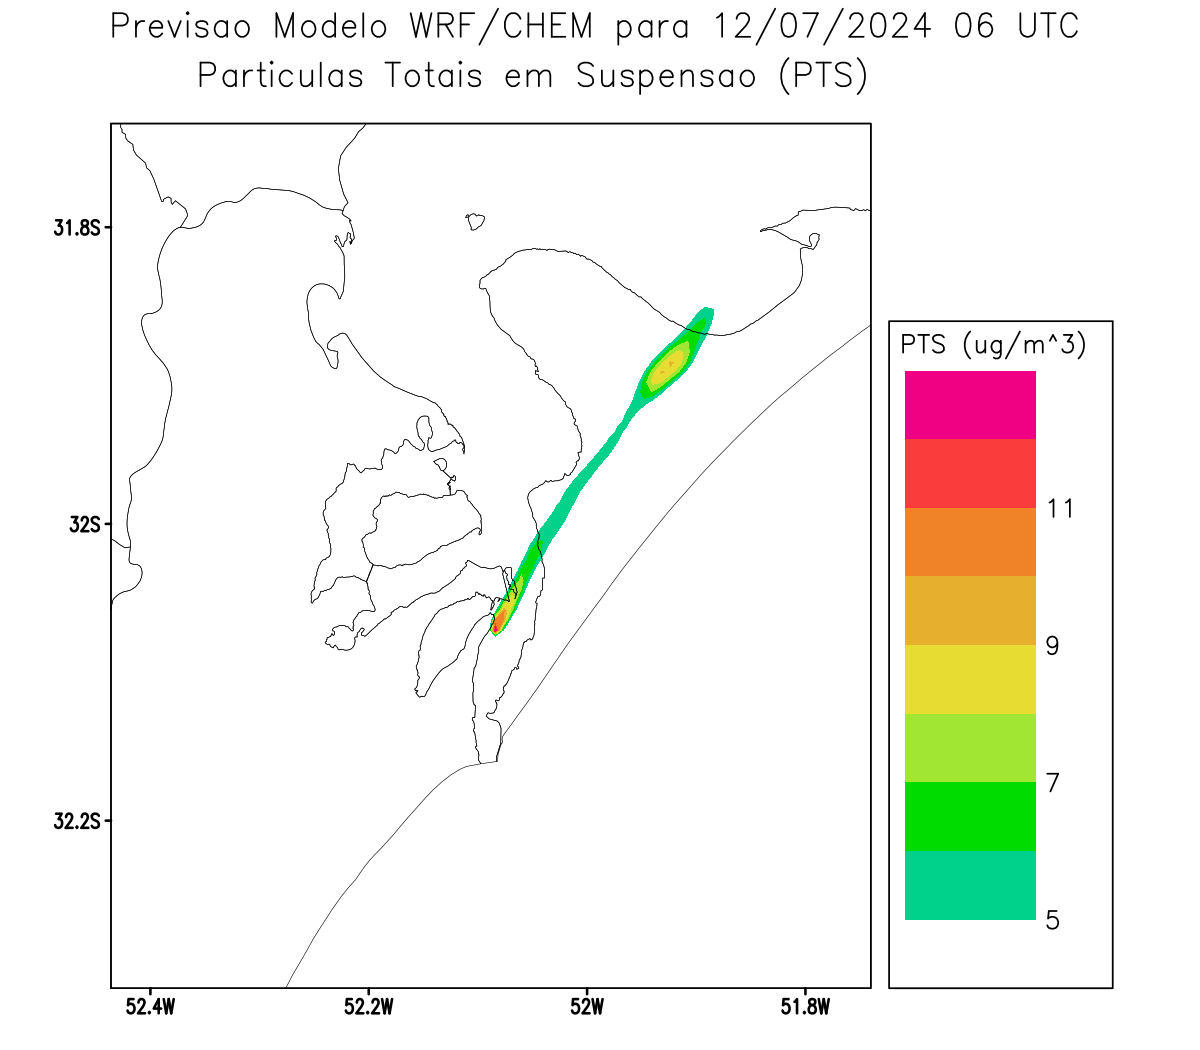 Previsao Modelo WRF/CHEM para 12/07/2024 06 UTC
Particulas Totais em Suspensao (PTS)
31.8S
32S
32.2S
52.4W
52.2W
52W
51.8W
PTS (ug/m^3)
11
9
7
5